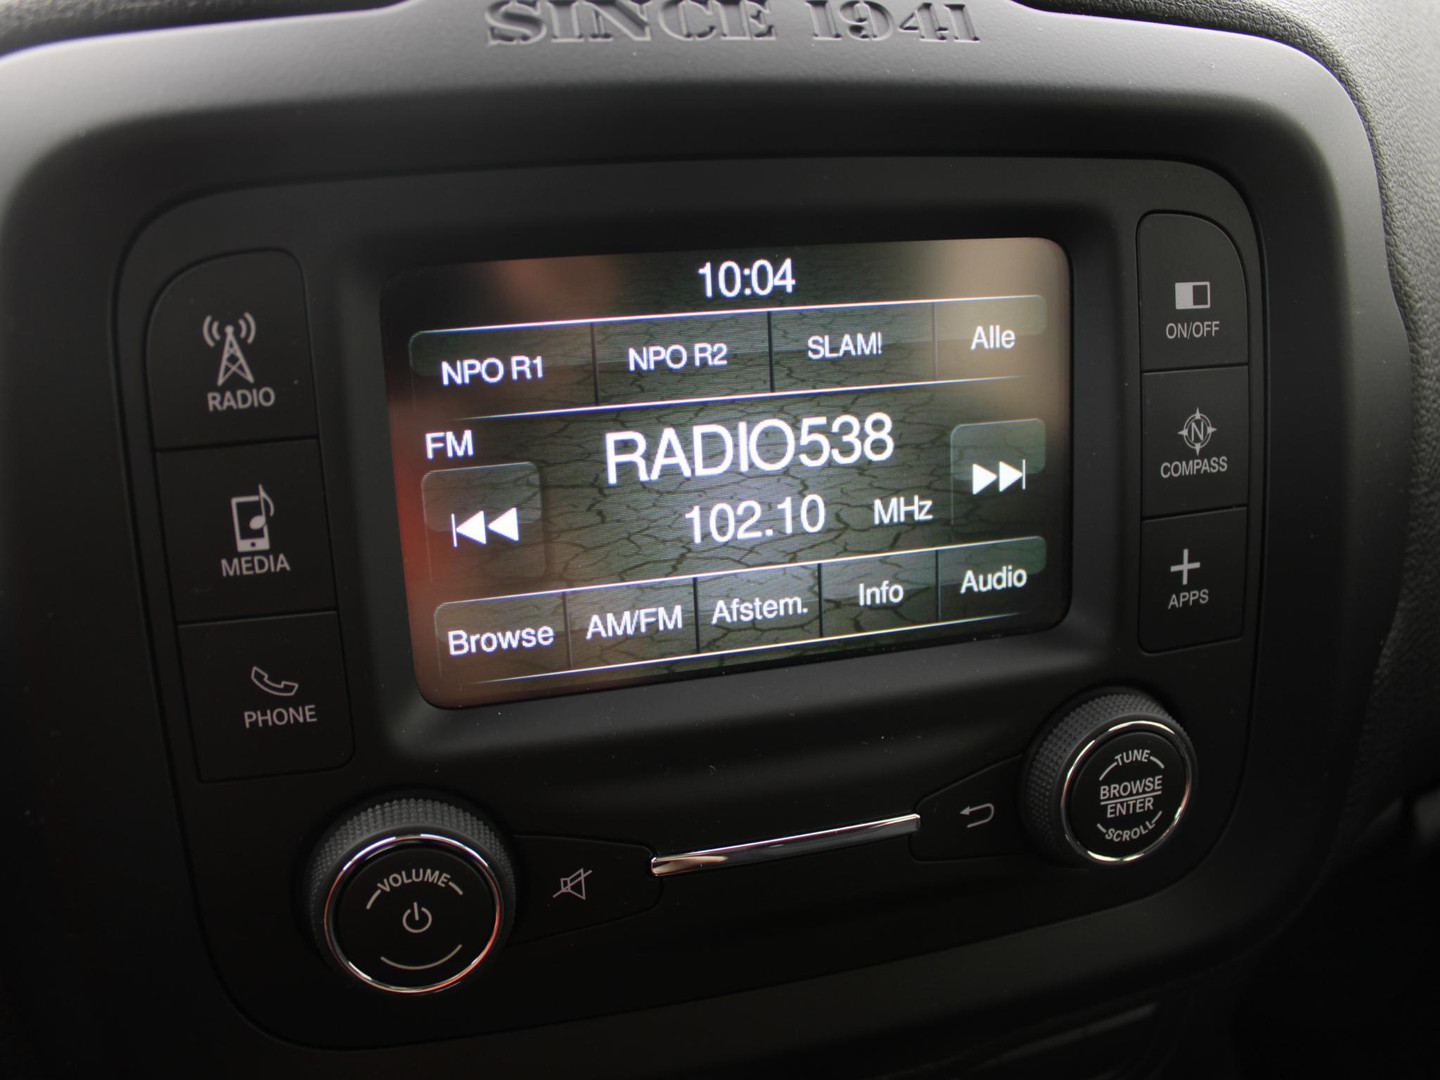 SINCE 1941
10:04
NPO R1 NPO R2 SLAM! Alle
FM
RADIO538
102.10 MHz
Browse AM/FM Afstem. Info Audio
RADIO
MEDIA
PHONE
ON/OFF
N
COMPASS
APPS
VOLUME
TUNE
BROWSE
ENTER
SCROLL